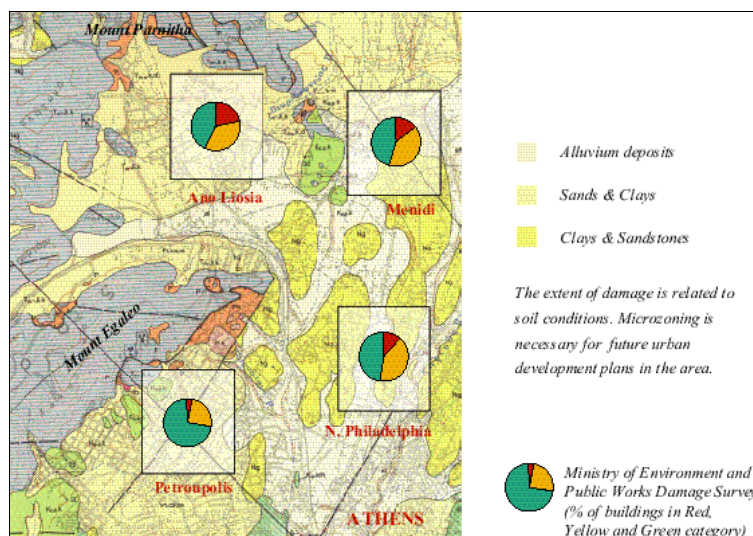 Mount Parnitha
Ano Liosia
Menidi
Mount Egaleo
N. Philadelphia
Petroupolis
ATHENS
Alluvium deposits
Sands & Clays
Clays & Sandstones
The extent of damage is related to
soil conditions. Microzoning is
necessary for future urban
development plans in the area.
Ministry of Environment and
Public Works Damage Survey
(% of buildings in Red,
Yellow and Green category)